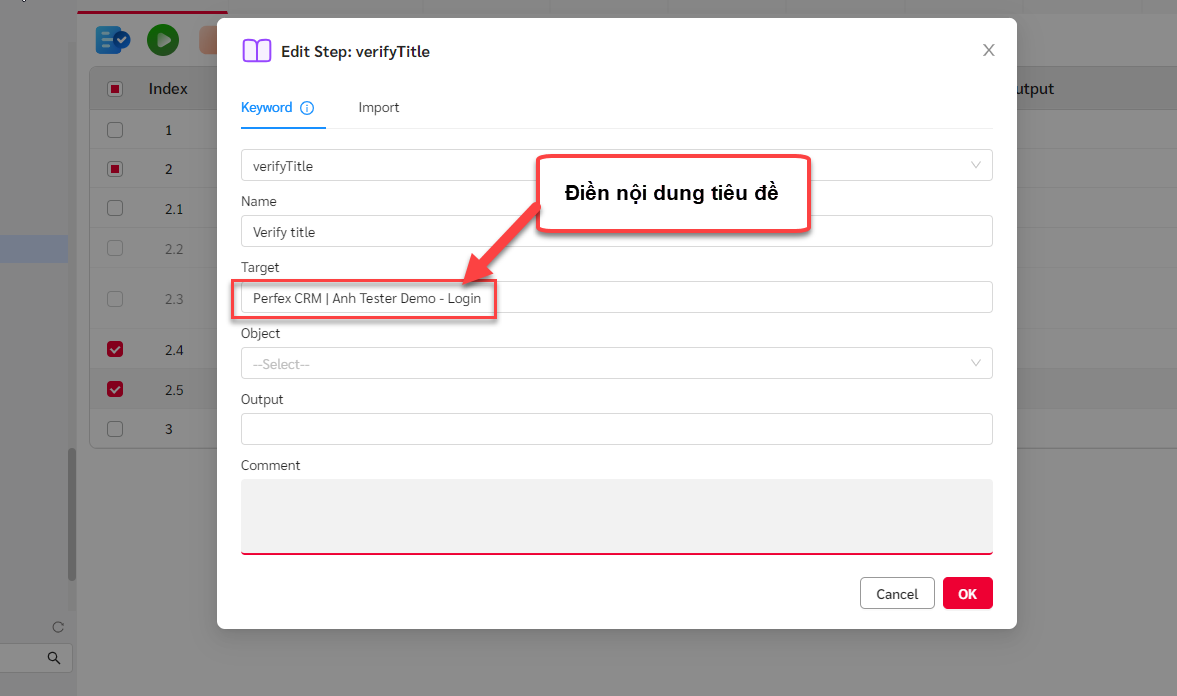 Edit Step: verifyTitle
Keyword
Import
Index
1
2
2.1
2.2
2.3
2.4
2.5
3
verifyTitle
Điền nội dung tiêu đề
Name
Verify title
Target
Perfex CRM | Anh Tester Demo - Login
Object
--Select--
Output
Comment
Cancel
OK